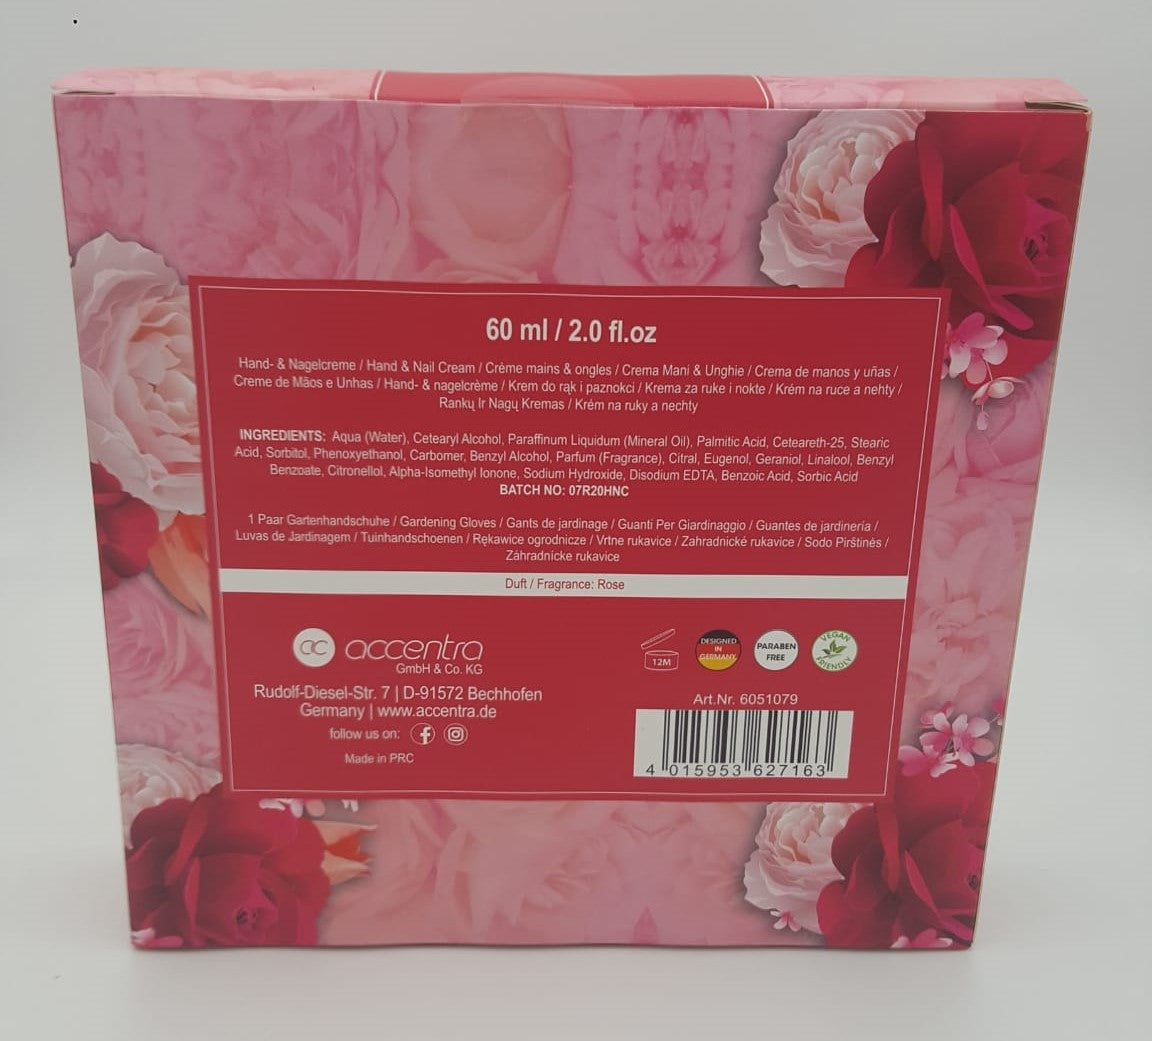 60 ml / 2.0 fl.oz
Hand- & Nagelcreme / Hand & Nail Cream / Crème mains & ongles / Crema Mani & Unghie / Crema de manos y uñas /
Creme de Mãos e Unhas / Hand- & nagelcrème / Krem do rąk i paznokci / Krema za ruke i nokte / Krém na ruce a nehty /
Rankų Ir Nagų Kremas / Krém na ruky a nechty
INGREDIENTS: Aqua (Water), Cetearyl Alcohol, Paraffinum Liquidum (Mineral Oil), Palmitic Acid, Ceteareth-25, Stearic
Acid, Sorbitol, Phenoxyethanol, Carbomer, Benzyl Alcohol, Parfum (Fragrance), Citral, Eugenol, Geraniol, Linalool, Benzyl
Benzoate, Citronellol, Alpha-Isomethyl Ionone, Sodium Hydroxide, Disodium EDTA, Benzoic Acid, Sorbic Acid
BATCH NO: 07R20HNC
1 Paar Gartenhandschuhe / Gardening Gloves / Gants de jardinage / Guanti Per Giardinaggio / Guantes de jardinería /
Luvas de Jardinagem / Tuinhandschoenen / Rękawice ogrodnicze / Vrtne rukavice / Zahradnické rukavice / Sodo Pirštinės /
Záhradnícke rukavice
Duft / Fragrance: Rose
accentra
GmbH & Co. KG
Rudolf-Diesel-Str. 7 | D-91572 Bechhofen
Germany | www.accentra.de
follow us on:
Made in PRC
12M
DESIGNED
IN
GERMANY
PARABEN
FREE
VEGAN
FRIENDLY
Art.Nr. 6051079
4 015953 627163